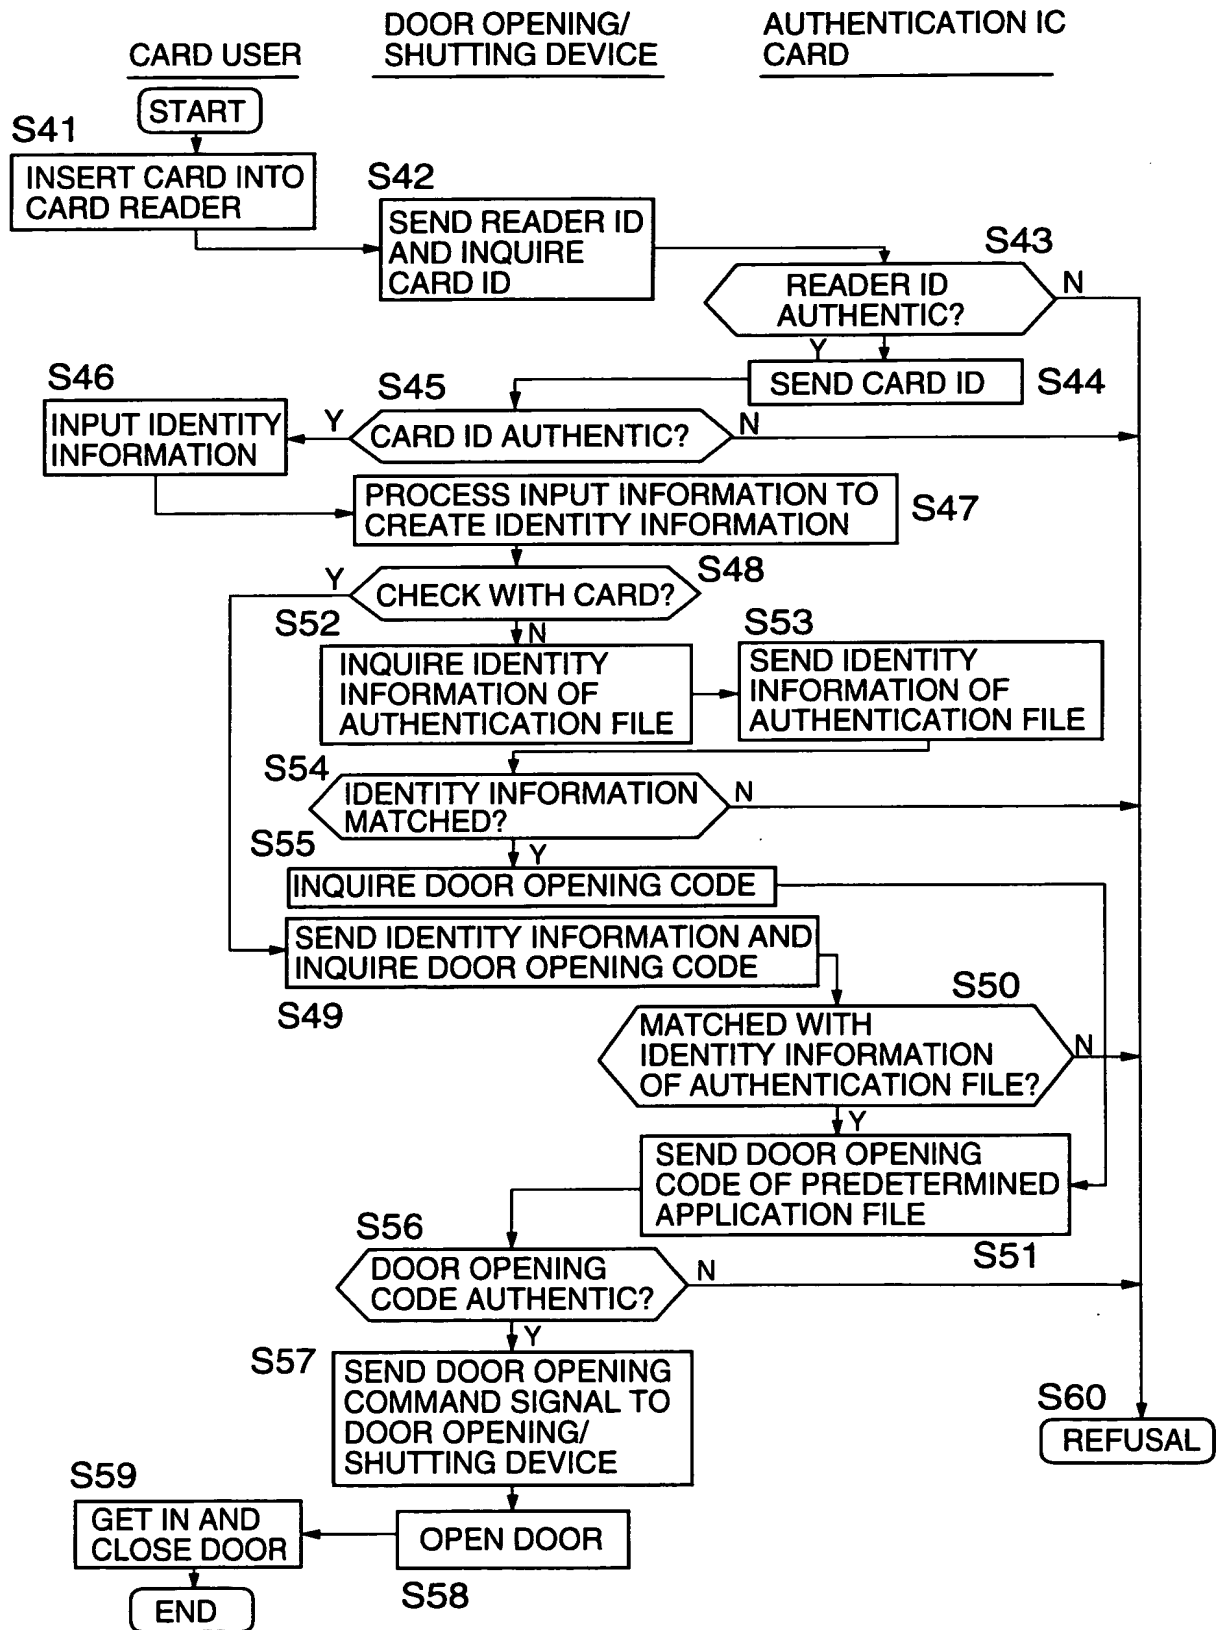 CARD USER
DOOR OPENING/
SHUTTING DEVICE
AUTHENTICATION IC
CARD
START
S41
INSERT CARD INTO
CARD READER
S42
SEND READER ID
AND INQUIRE
CARD ID
S43
READER ID
AUTHENTIC?
N
Y
SEND CARD ID
S44
S45
CARD ID AUTHENTIC?
Y
N
S46
INPUT IDENTITY
INFORMATION
PROCESS INPUT INFORMATION TO
CREATE IDENTITY INFORMATION
S47
S48
CHECK WITH CARD?
Y
N
S52
INQUIRE IDENTITY
INFORMATION OF
AUTHENTICATION FILE
S53
SEND IDENTITY
INFORMATION OF
AUTHENTICATION FILE
S54
IDENTITY INFORMATION
MATCHED?
N
Y
S55
INQUIRE DOOR OPENING CODE
SEND IDENTITY INFORMATION AND
INQUIRE DOOR OPENING CODE
S49
S50
MATCHED WITH
IDENTITY INFORMATION
OF AUTHENTICATION FILE?
N
Y
SEND DOOR OPENING
CODE OF PREDETERMINED
APPLICATION FILE
S51
S56
DOOR OPENING
CODE AUTHENTIC?
N
Y
S57
SEND DOOR OPENING
COMMAND SIGNAL TO
DOOR OPENING/
SHUTTING DEVICE
S60
REFUSAL
S59
GET IN AND
CLOSE DOOR
OPEN DOOR
S58
END